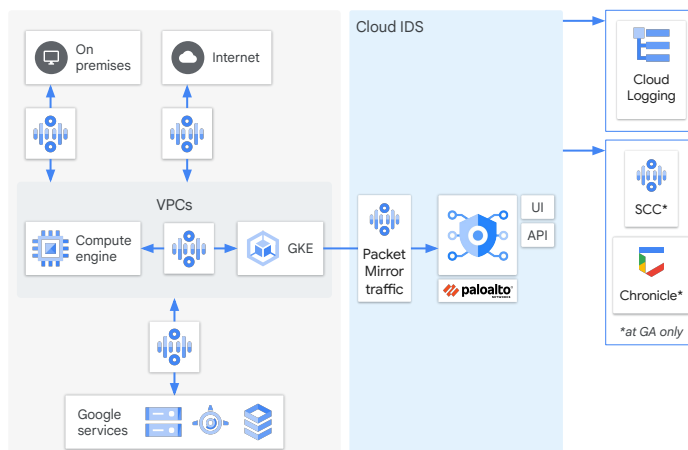 On
premises
Internet
VPCs
Compute
engine
GKE
Google
services
Cloud IDS
Packet
Mirror
traffic
UI
API
paloalto
NETWORKS
Cloud
Logging
SCC*
Chronicle*
*at GA only